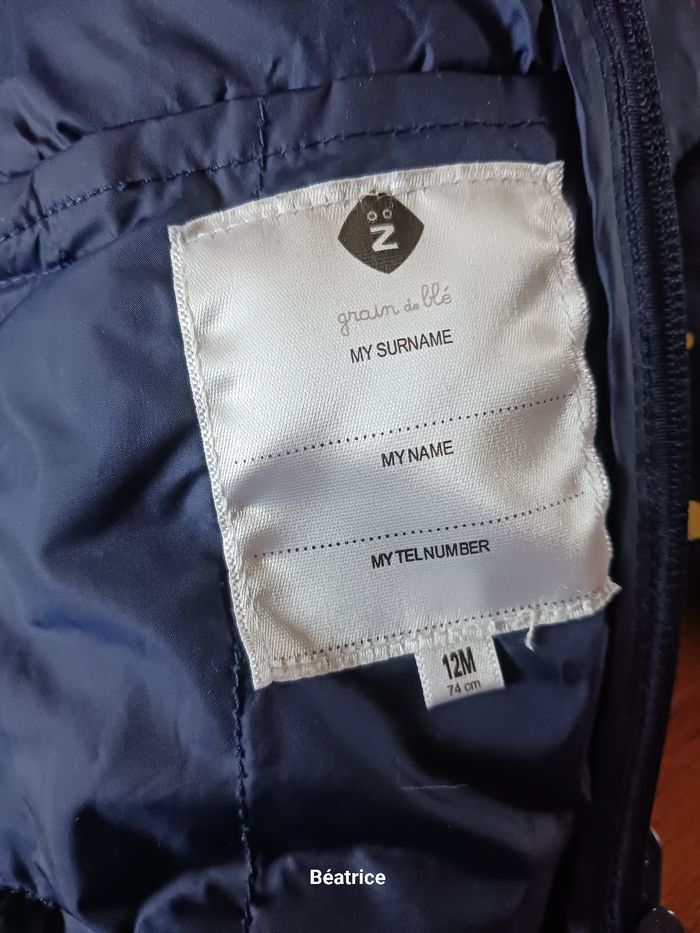 Z
grain de blé
MY SURNAME
MY NAME
MY TEL NUMBER
12M
74 cm
Béatrice